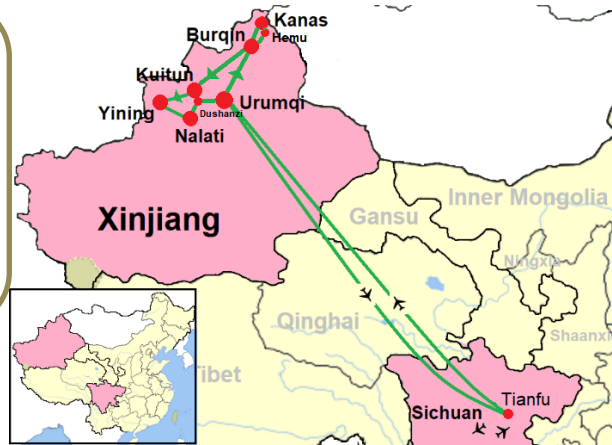 Kanas
Hemu
Burqin
Kuitun
Yining
Dushanzi
Urumqi
Nalati
Xinjiang
Gansu
Inner Mongolia
Ningxia
Qinghai
Shaanxi
Tibet
Sichuan
Tianfu